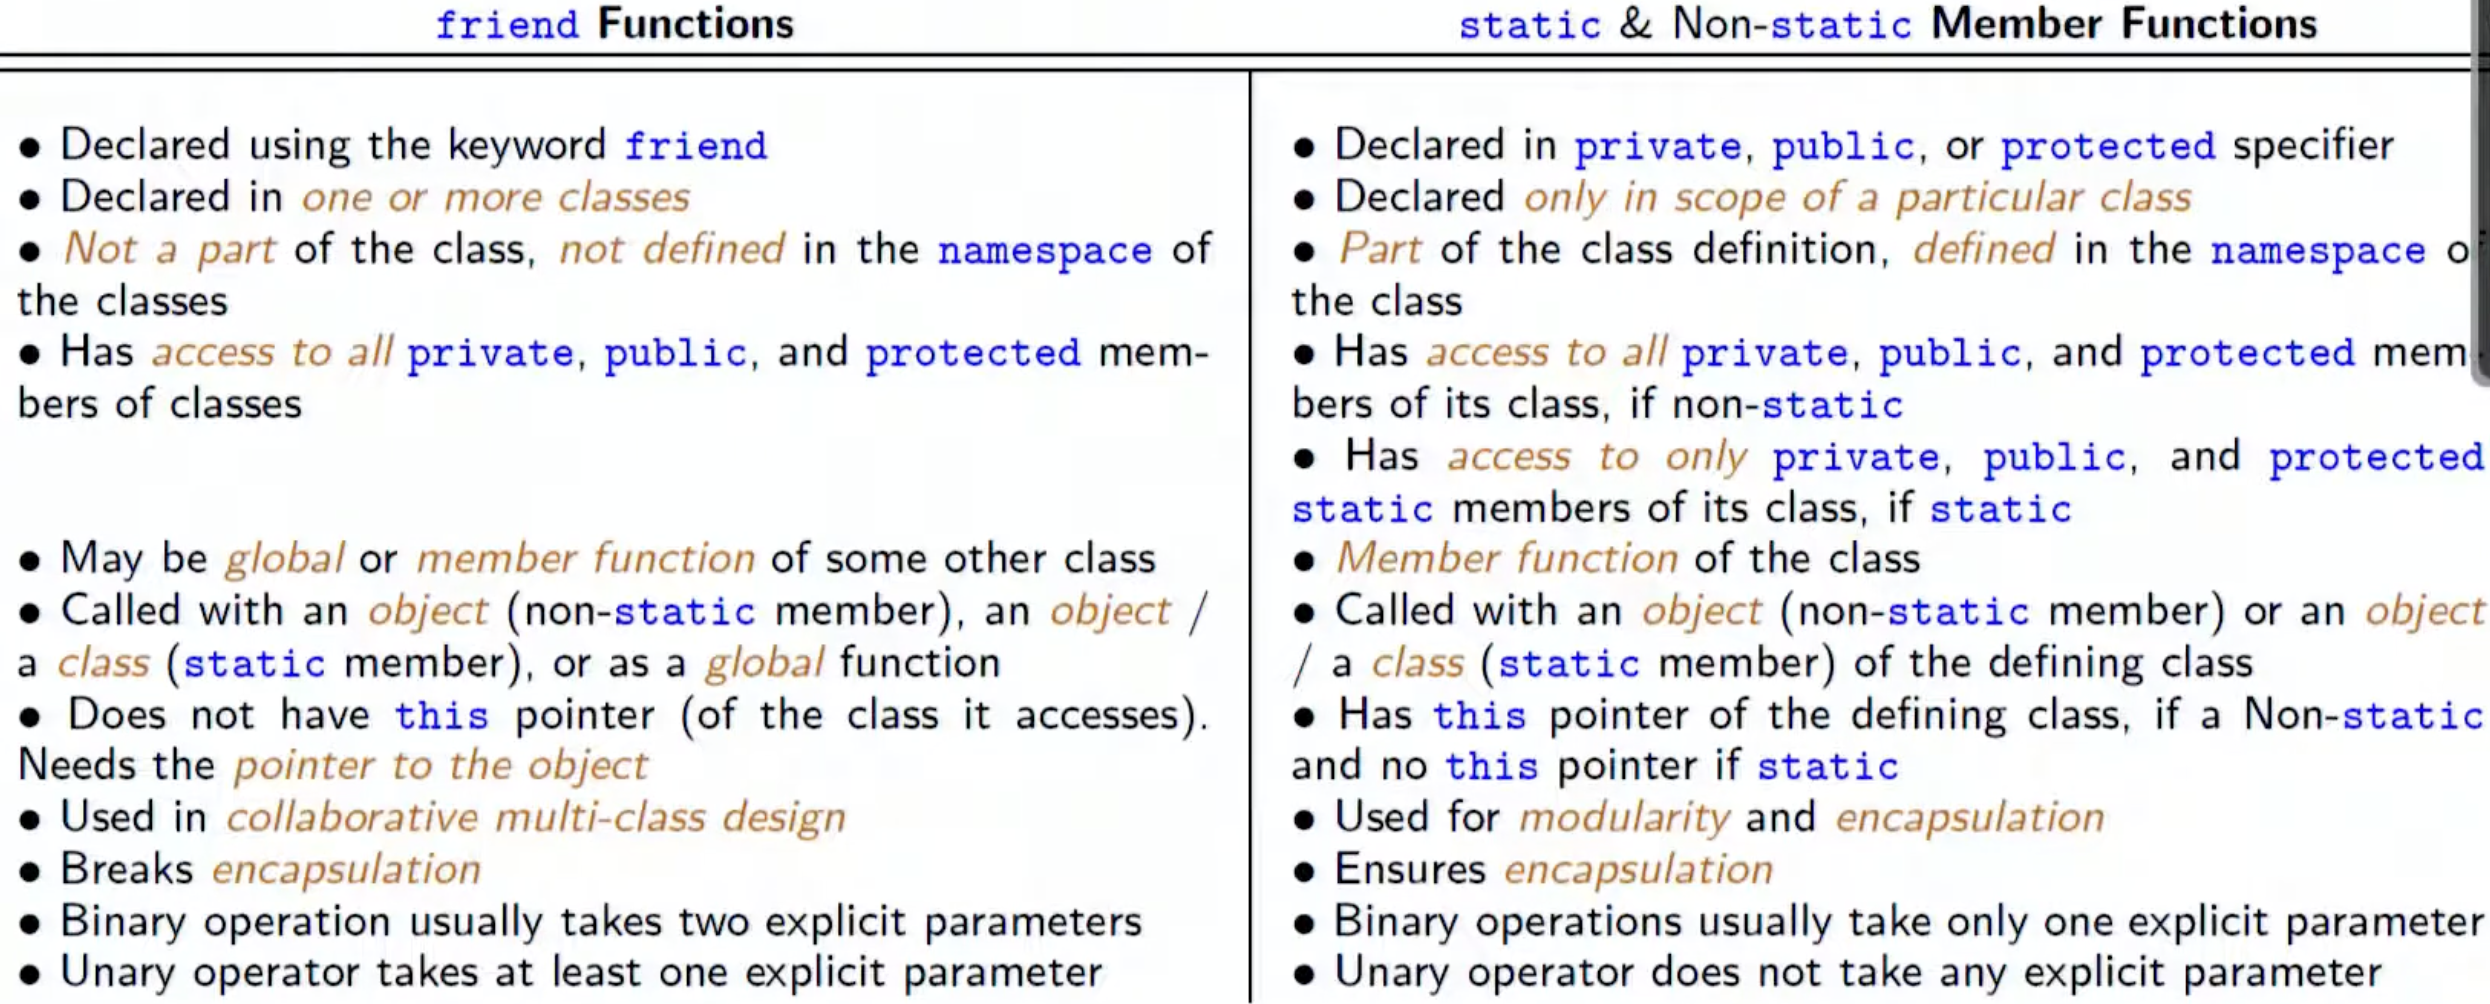 friend Functions
• Declared using the keyword friend
• Declared in one or more classes
• Not a part of the class, not defined in the namespace of
the classes
• Has access to all private, public, and protected mem-
bers of classes
• May be global or member function of some other class
• Called with an object (non-static member), an object /
a class (static member), or as a global function
• Does not have this pointer (of the class it accesses).
Needs the pointer to the object
• Used in collaborative multi-class design
• Breaks encapsulation
• Binary operation usually takes two explicit parameters
• Unary operator takes at least one explicit parameter
static & Non-static Member Functions
• Declared in private, public, or protected specifier
• Declared only in scope of a particular class
• Part of the class definition, defined in the namespace of
the class
• Has access to all private, public, and protected mem-
bers of its class, if non-static
• Has access to only private, public, and protected
static members of its class, if static
• Member function of the class
• Called with an object (non-static member) or an object
/ a class (static member) of the defining class
• Has this pointer of the defining class, if a Non-static
and no this pointer if static
• Used for modularity and encapsulation
• Ensures encapsulation
• Binary operations usually take only one explicit parameter
• Unary operator does not take any explicit parameter